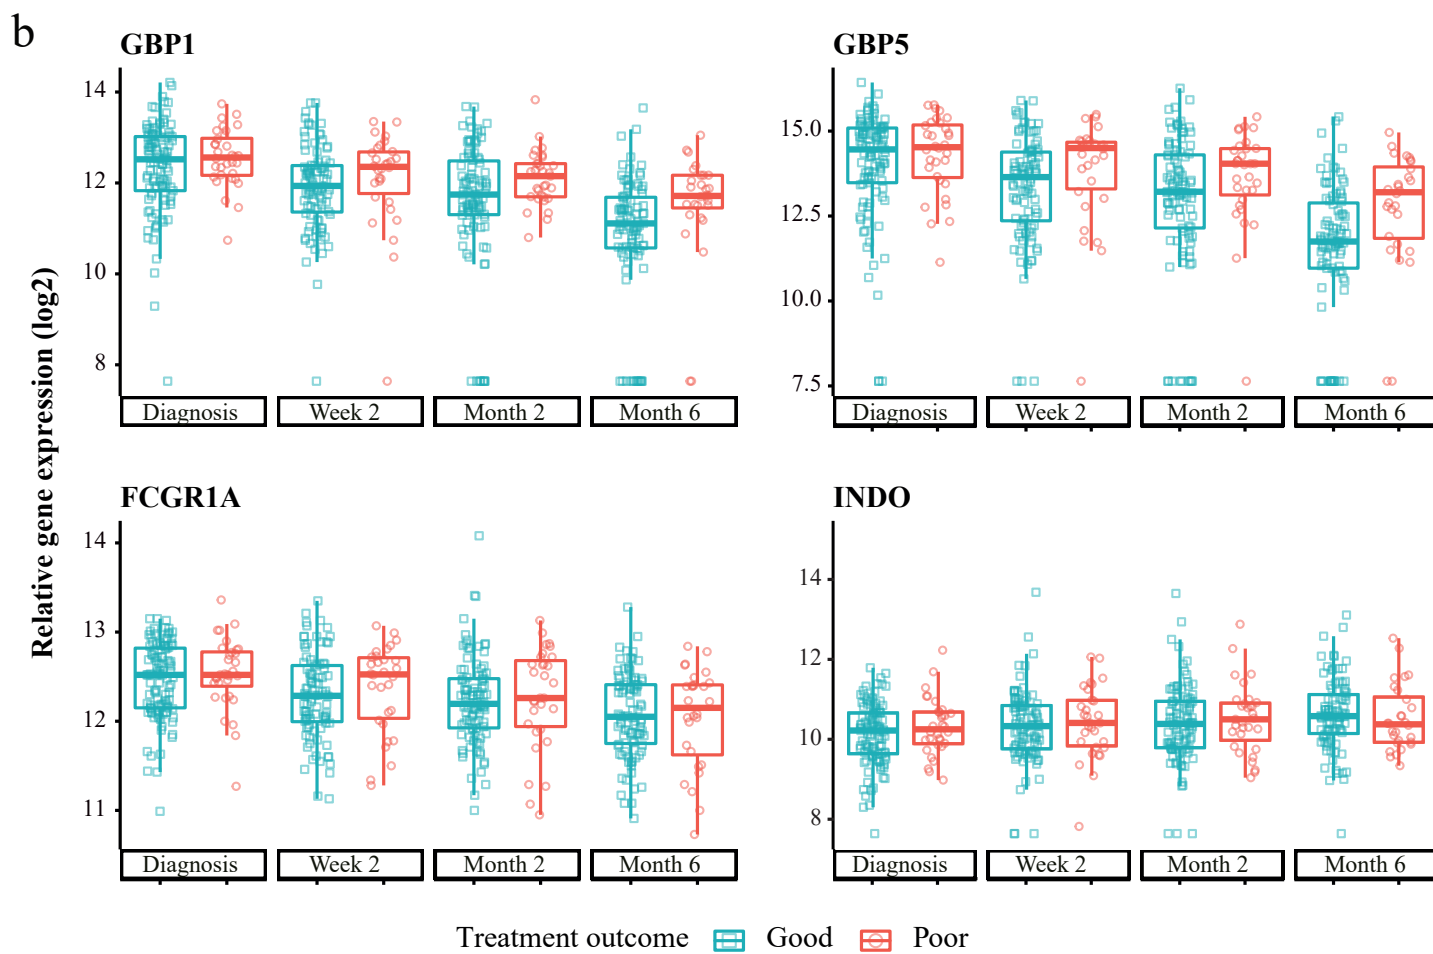 b
GBP1
14
12
10
8
Diagnosis Week 2 Month 2 Month 6
GBP5
15.0
12.5
10.0
7.5
Diagnosis Week 2 Month 2 Month 6
Relative gene expression (log2)
FCGR1A
14
13
12
11
Diagnosis Week 2 Month 2 Month 6
INDO
14
12
10
8
Diagnosis Week 2 Month 2 Month 6
Treatment outcome Good Poor